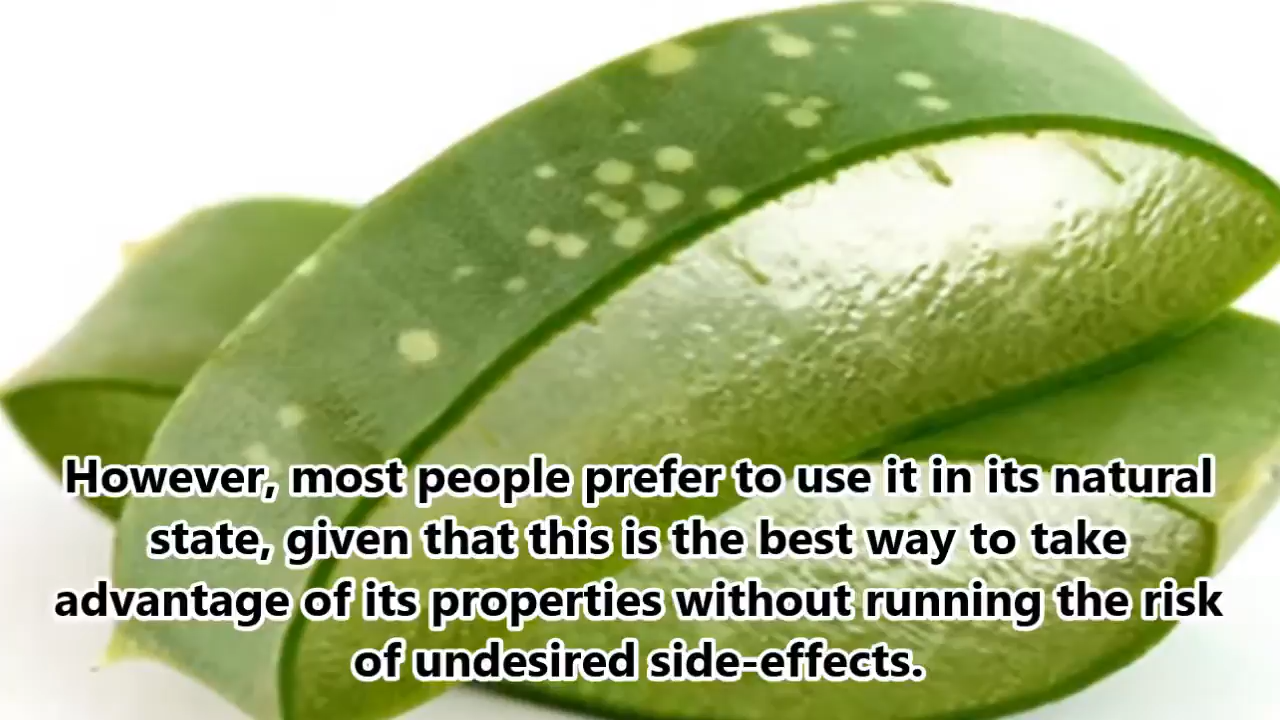 However, most people prefer to use it in its natural
state, given that this is the best way to take
advantage of its properties without running the risk
of undesired side-effects.